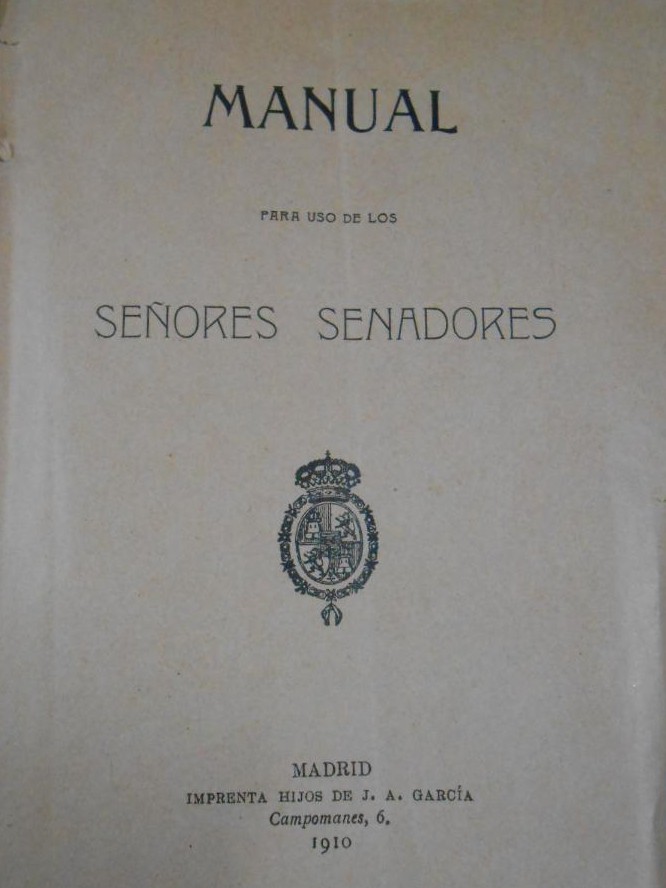 MANUAL
PARA USO DE LOS
SEÑORES SENADORES
MADRID
IMPRENTA HIJOS DE J. A. GARCÍA
Campomanes, 6.
1910